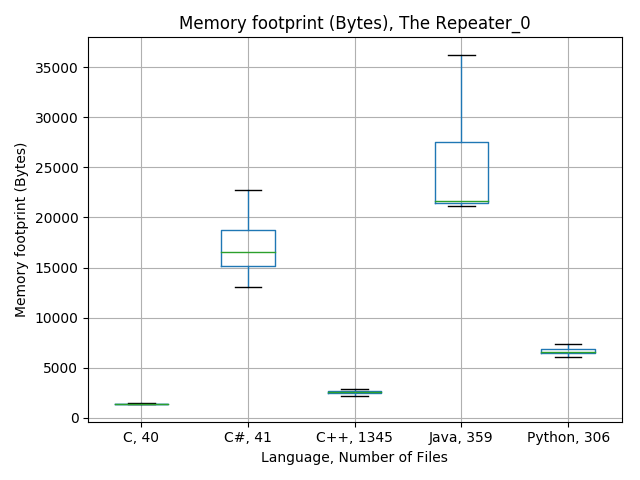 Memory footprint (Bytes), The Repeater_0
Memory footprint (Bytes)
35000
30000
25000
20000
15000
10000
5000
0
C, 40
C#, 41
C++, 1345
Java, 359
Python, 306
Language, Number of Files